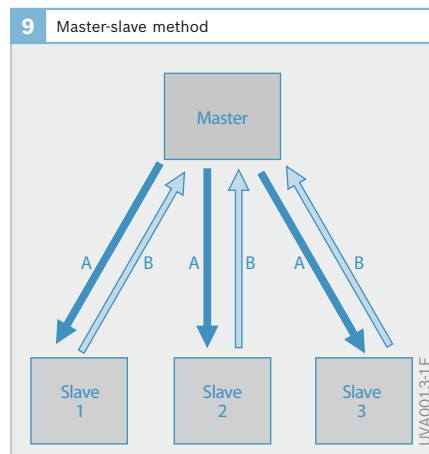 9 Master-slave method
Master
A B A B A B
Slave
1
Slave
2
Slave
3
UVA0013-1E